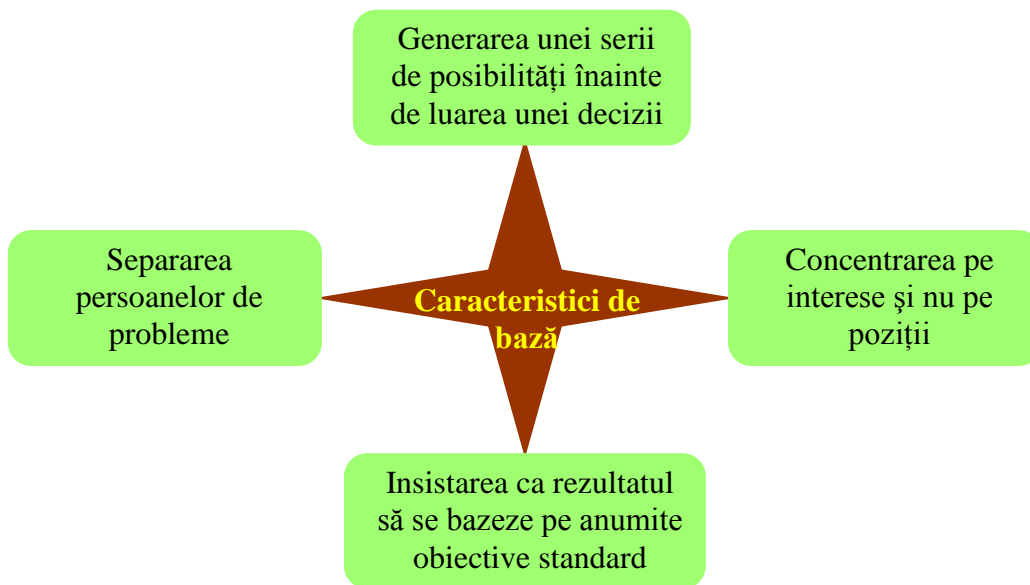 Generarea unei serii
de posibilități înainte
de luarea unei decizii
Separarea
persoanelor de
probleme
Caracteristici de
bază
Concentrarea pe
interese şi nu pe
poziții
Insistarea ca rezultatul
să se bazeze pe anumite
obiective standard